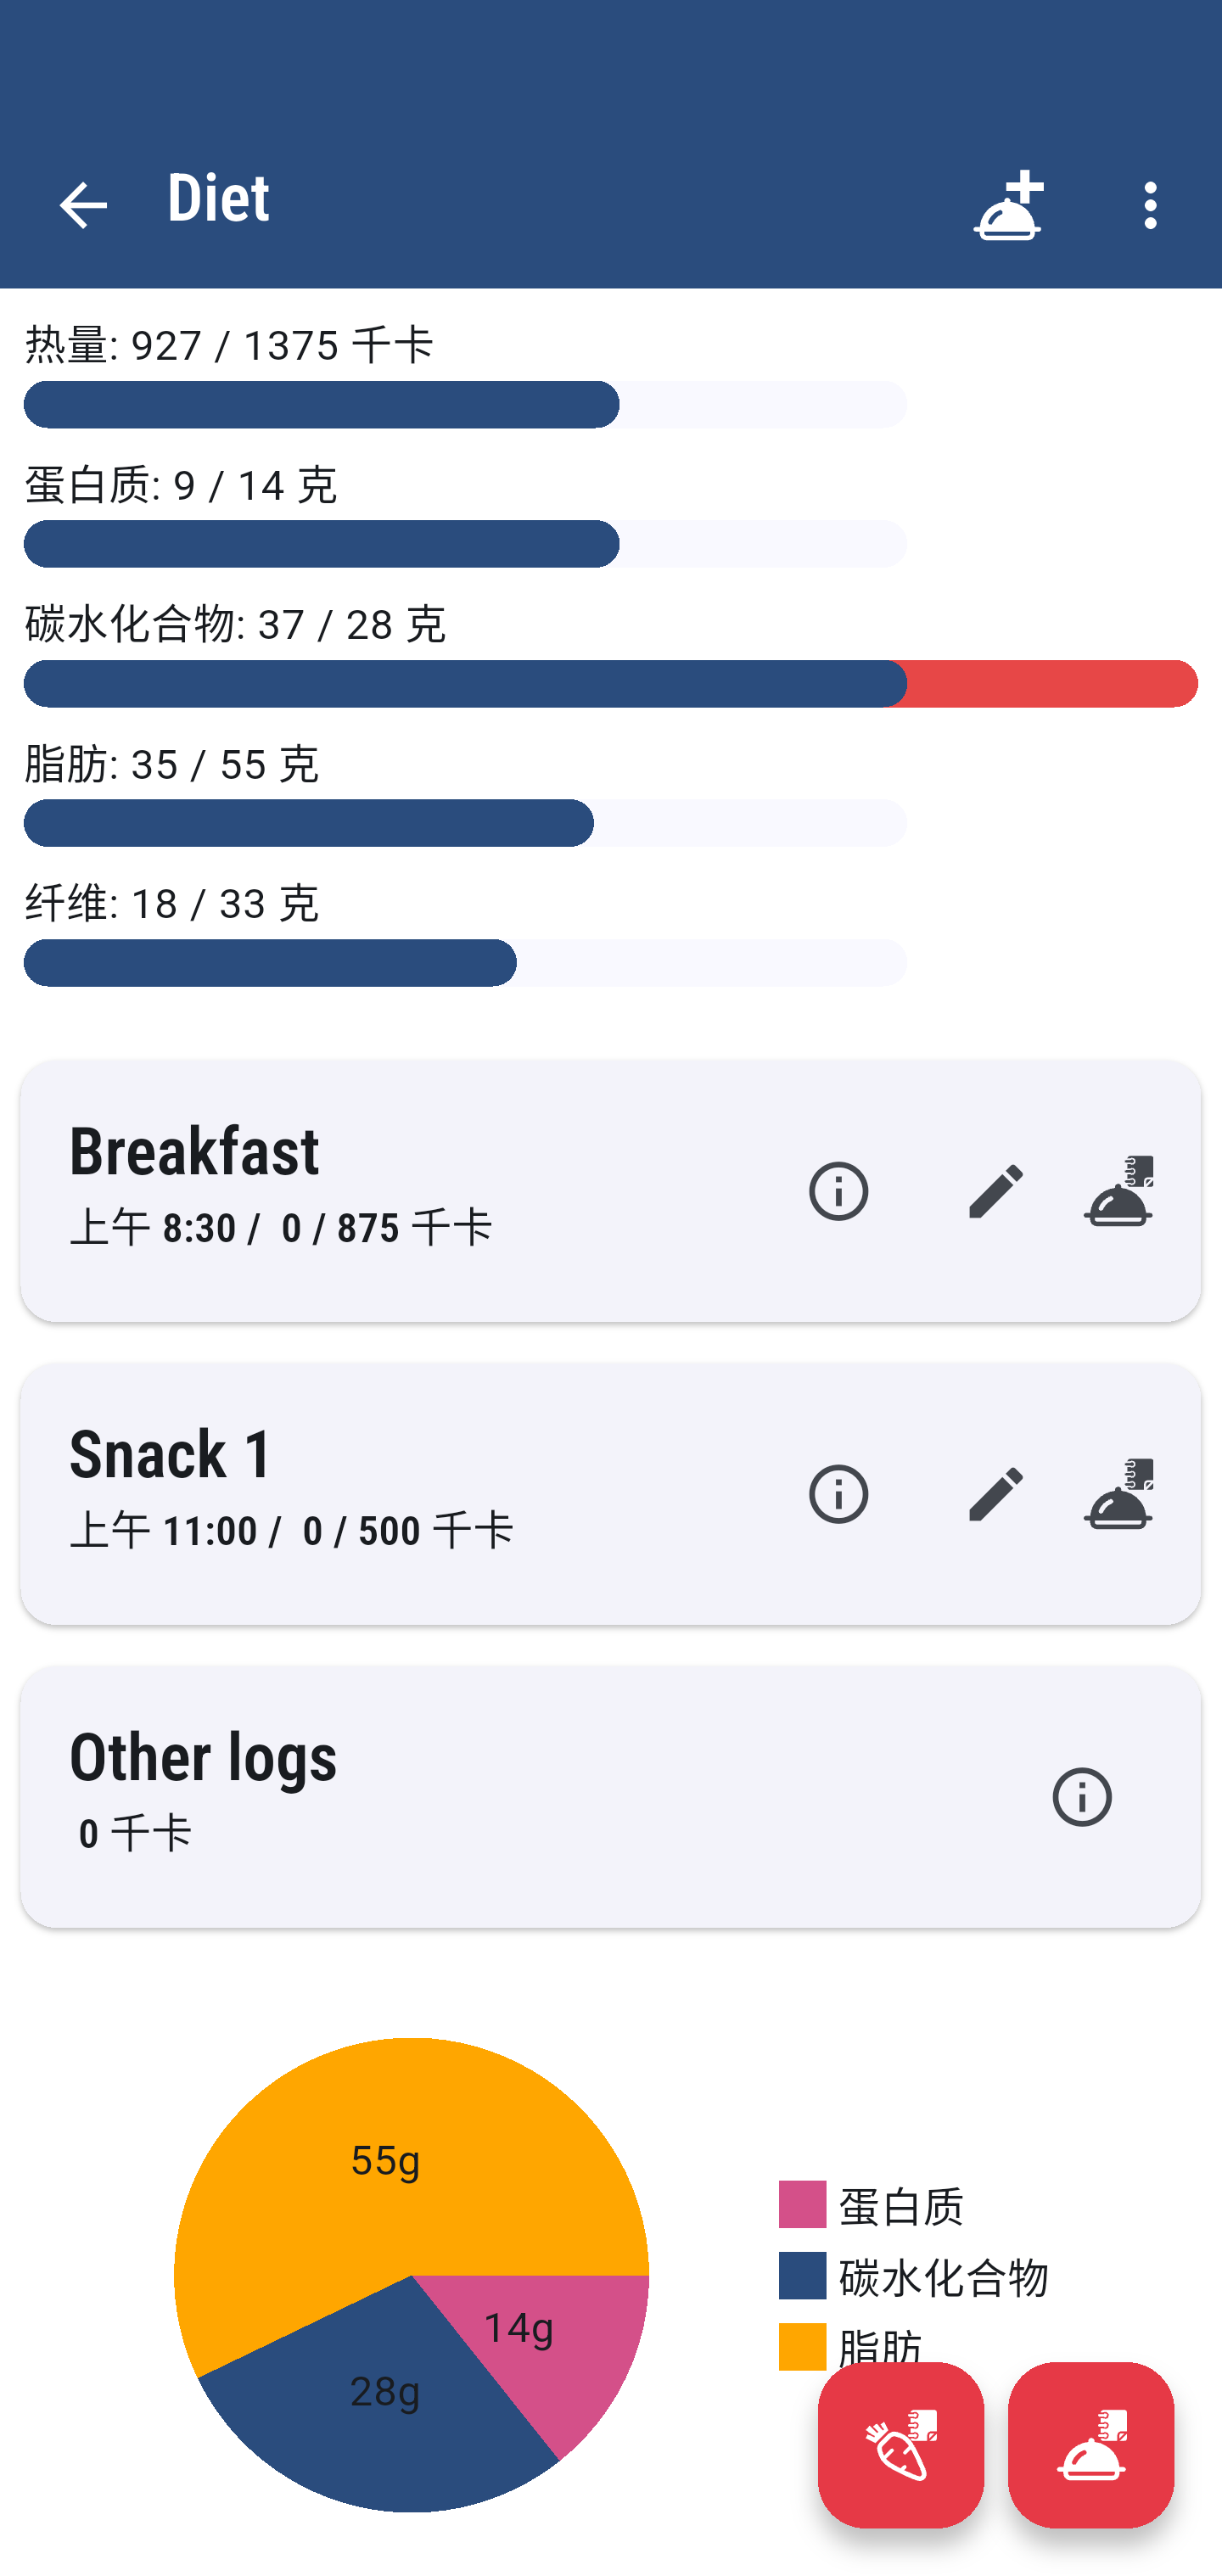 Diet
热量: 927 / 1375 千卡
蛋白质: 9 / 14 克
碳水化合物: 37 / 28 克
脂肪: 35 / 55 克
纤维: 18 / 33 克
Breakfast
上午 8:30 /  0 / 875 千卡
Snack 1
上午 11:00 /  0 / 500 千卡
Other logs
0 千卡
55g
14g
28g
蛋白质
碳水化合物
脂肪